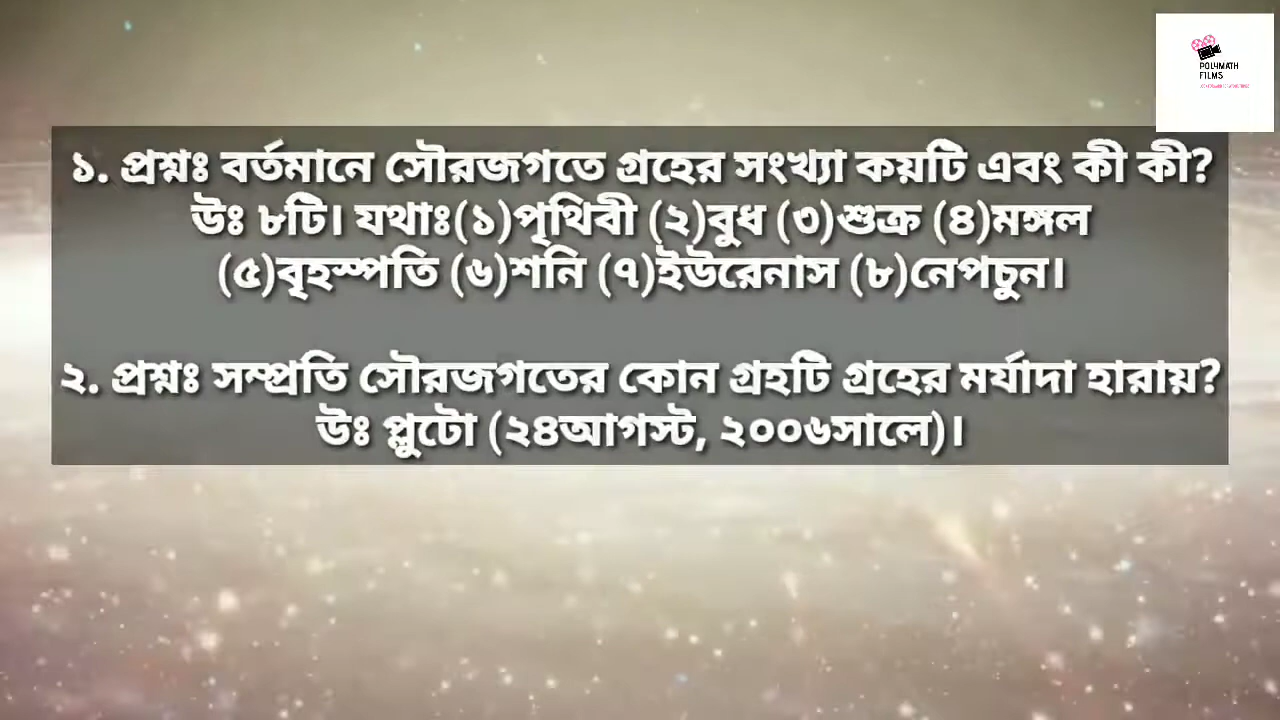 POLYMATH
FILMS
১. প্রশ্নঃ বর্তমানে সৌরজগতে গ্রহের সংখ্যা কয়টি এবং কী কী?
উঃ ৮টি। যথাঃ(১)পৃথিবী (২)বুধ (৩)শুক্র (৪)মঙ্গল
(৫)বৃহস্পতি (৬)শনি (৭)ইউরেনাস (৮)নেপচুন।
২. প্রশ্নঃ সম্প্রতি সৌরজগতের কোন গ্রহটি গ্রহের মর্যাদা হারায়?
উঃ প্লুটো (২৪আগস্ট, ২০০৬সালে)।